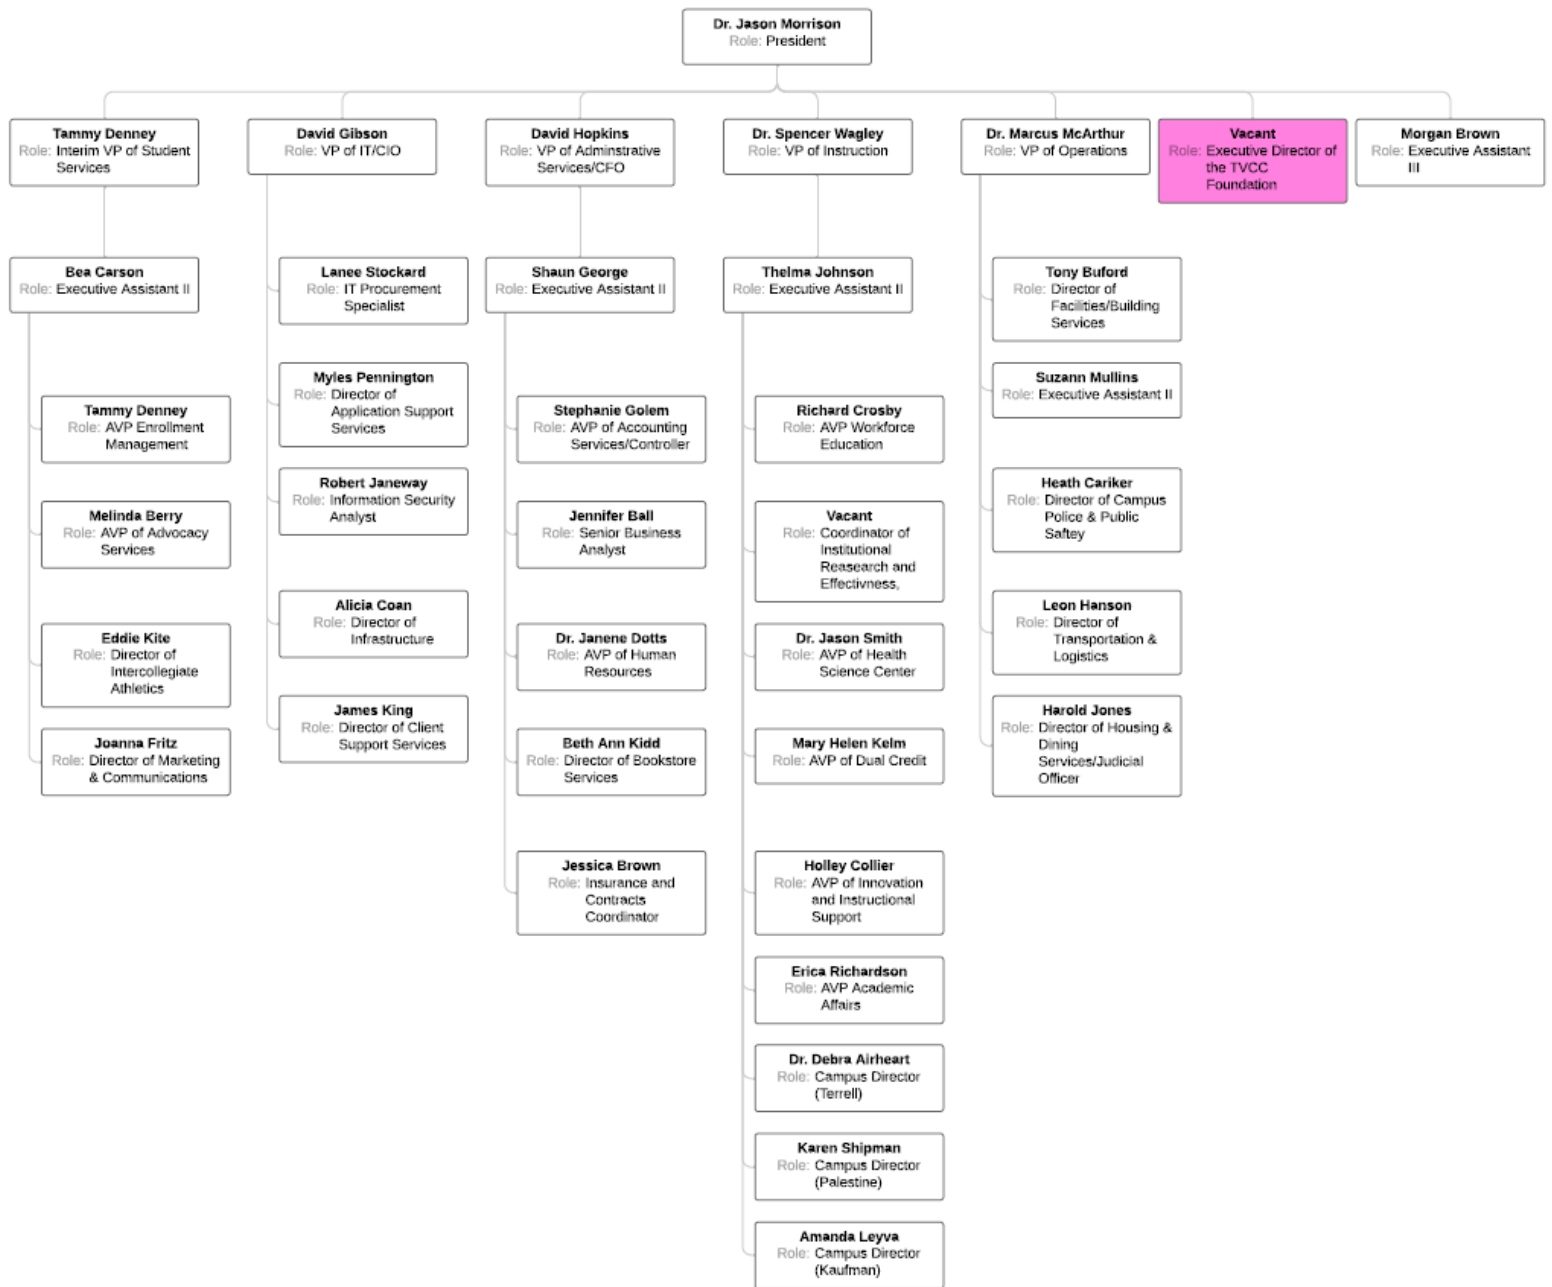 Dr. Jason Morrison
Role: President
Tammy Denney
Role: Interim VP of Student
Services
David Gibson
Role: VP of IT/CIO
David Hopkins
Role: VP of Adminstrative
Services/CFO
Dr. Spencer Wagley
Role: VP of Instruction
Dr. Marcus McArthur
Role: VP of Operations
Vacant
Role: Executive Director of
the TVCC
Foundation
Morgan Brown
Role: Executive Assistant
III
Bea Carson
Role: Executive Assistant II
Tammy Denney
Role: AVP Enrollment
Management
Melinda Berry
Role: AVP of Advocacy
Services
Eddie Kite
Role: Director of
Intercollegiate
Athletics
Joanna Fritz
Role: Director of Marketing
& Communications
Lanee Stockard
Role: IT Procurement
Specialist
Myles Pennington
Role: Director of
Application Support
Services
Robert Janeway
Role: Information Security
Analyst
Alicia Coan
Role: Director of
Infrastructure
James King
Role: Director of Client
Support Services
Shaun George
Role: Executive Assistant II
Stephanie Golem
Role: AVP of Accounting
Services/Controller
Jennifer Ball
Role: Senior Business
Analyst
Dr. Janene Dotts
Role: AVP of Human
Resources
Beth Ann Kidd
Role: Director of Bookstore
Services
Jessica Brown
Role: Insurance and
Contracts
Coordinator
Thelma Johnson
Role: Executive Assistant II
Richard Crosby
Role: AVP Workforce
Education
Vacant
Role: Coordinator of
Institutional
Reasearch and
Effectivness,
Dr. Jason Smith
Role: AVP of Health
Science Center
Mary Helen Kelm
Role: AVP of Dual Credit
Holley Collier
Role: AVP of Innovation
and Instructional
Support
Erica Richardson
Role: AVP Academic
Affairs
Dr. Debra Airheart
Role: Campus Director
(Terrell)
Karen Shipman
Role: Campus Director
(Palestine)
Amanda Leyva
Role: Campus Director
(Kaufman)
Tony Buford
Role: Director of
Facilities/Building
Services
Suzann Mullins
Role: Executive Assistant II
Heath Cariker
Role: Director of Campus
Police & Public
Saftey
Leon Hanson
Role: Director of
Transportation &
Logistics
Harold Jones
Role: Director of Housing &
Dining
Services/Judicial
Officer